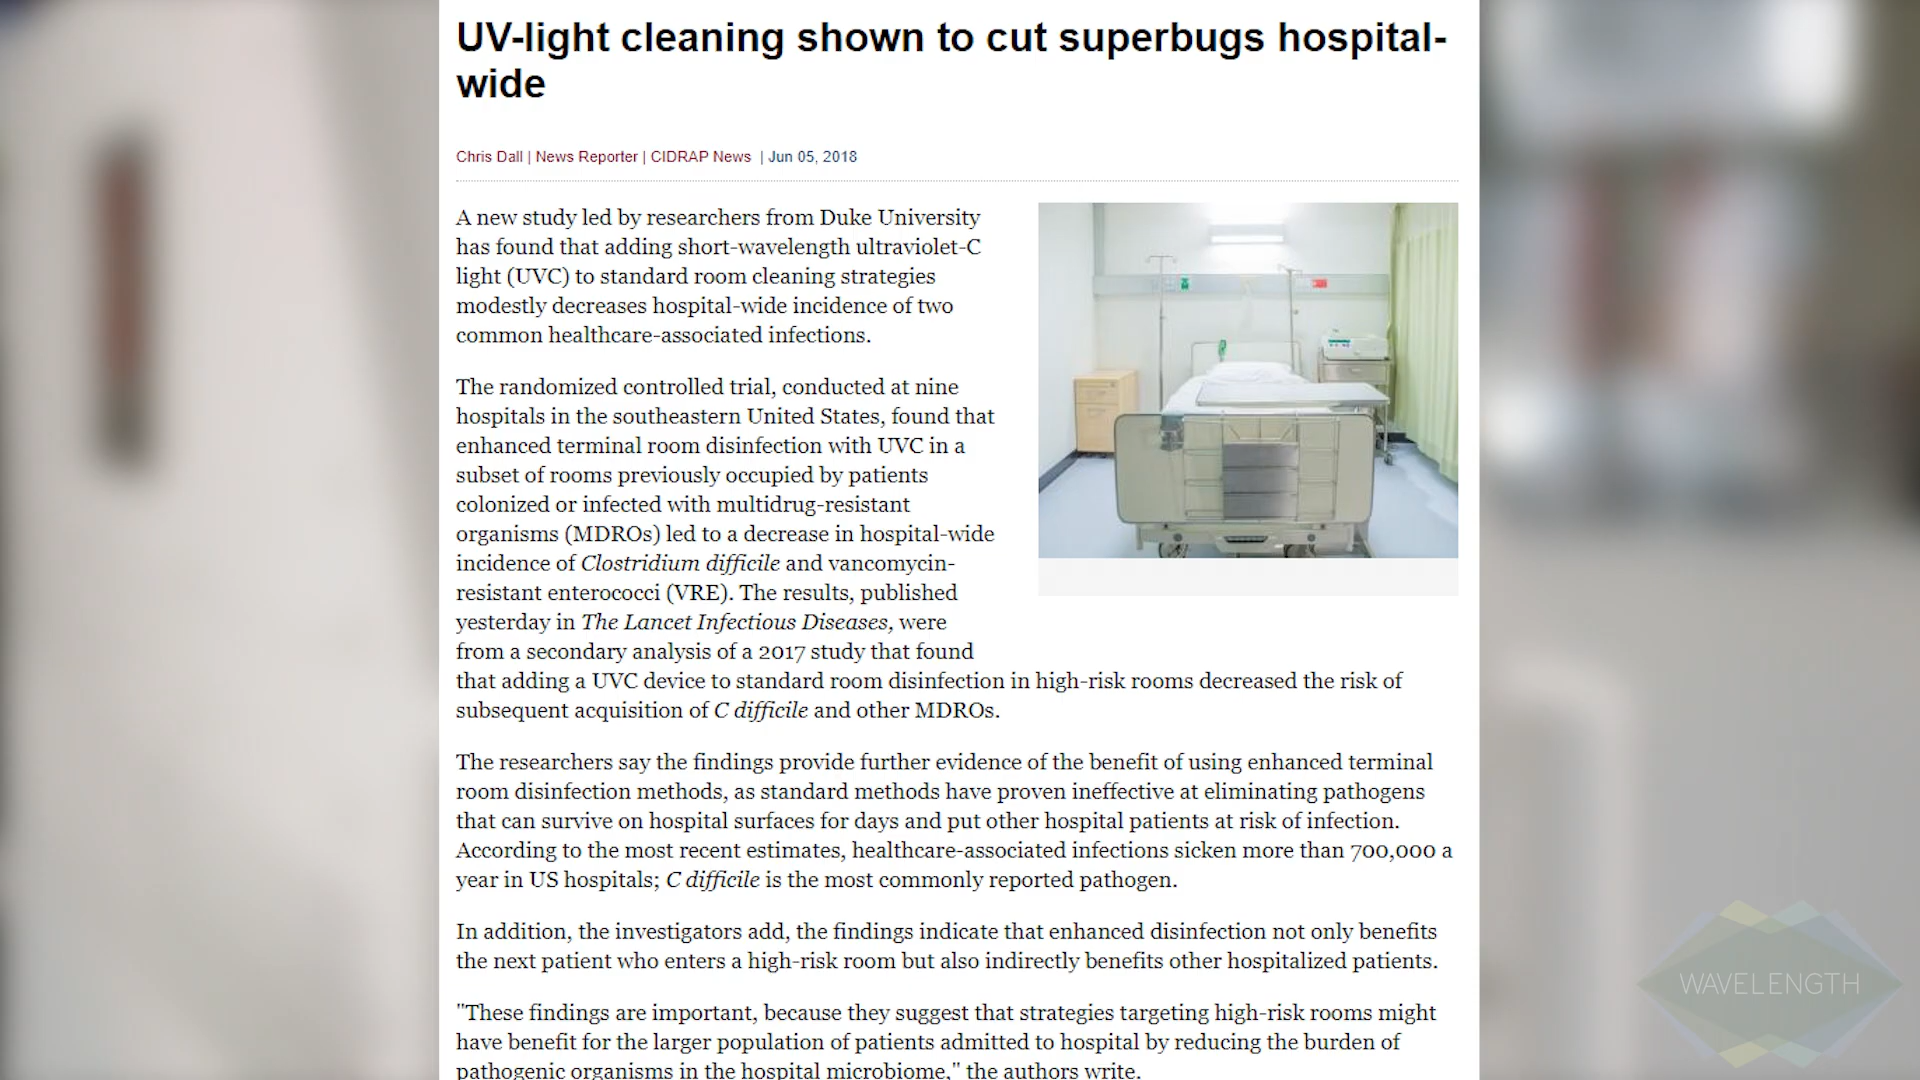 UV-light cleaning shown to cut superbugs hospital-
wide
Chris Dall | News Reporter | CIDRAP News | Jun 05, 2018
A new study led by researchers from Duke University
has found that adding short-wavelength ultraviolet-C
light (UVC) to standard room cleaning strategies
modestly decreases hospital-wide incidence of two
common healthcare-associated infections.
The randomized controlled trial, conducted at nine
hospitals in the southeastern United States, found that
enhanced terminal room disinfection with UVC in a
subset of rooms previously occupied by patients
colonized or infected with multidrug-resistant
organisms (MDROs) led to a decrease in hospital-wide
incidence of Clostridium difficile and vancomycin-
resistant enterococci (VRE). The results, published
yesterday in The Lancet Infectious Diseases, were
from a secondary analysis of a 2017 study that found
that adding a UVC device to standard room disinfection in high-risk rooms decreased the risk of
subsequent acquisition of C difficile and other MDROs.
The researchers say the findings provide further evidence of the benefit of using enhanced terminal
room disinfection methods, as standard methods have proven ineffective at eliminating pathogens
that can survive on hospital surfaces for days and put other hospital patients at risk of infection.
According to the most recent estimates, healthcare-associated infections sicken more than 700,000 a
year in US hospitals; C difficile is the most commonly reported pathogen.
In addition, the investigators add, the findings indicate that enhanced disinfection not only benefits
the next patient who enters a high-risk room but also indirectly benefits other hospitalized patients.
"These findings are important, because they suggest that strategies targeting high-risk rooms might
have benefit for the larger population of patients admitted to hospital by reducing the burden of
pathogenic organisms in the hospital microbiome," the authors write.
WAVELENGTH